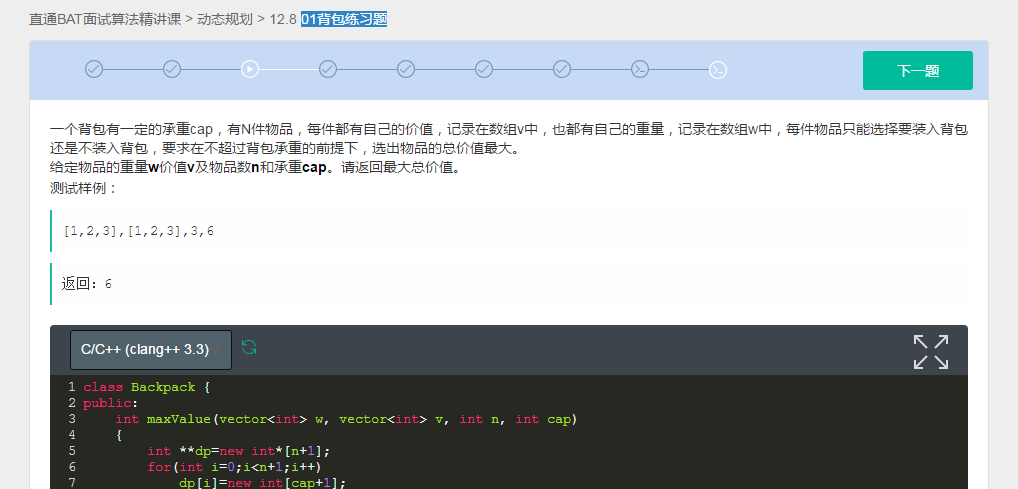 直通BAT面试算法精讲课 > 动态规划 > 12.8 01背包练习题
下一题
一个背包有一定的承重cap，有N件物品，每件都有自己的价值，记录在数组v中，也都有自己的重量，记录在数组w中，每件物品只能选择要装入背包
还是不装入背包，要求在不超过背包承重的前提下，选出物品的总价值最大。
给定物品的重量w价值v及物品数n和承重cap。请返回最大总价值。
测试样例：
[1,2,3],[1,2,3],3,6
返回：6
C/C++ (clang++ 3.3)
1 class Backpack {
2 public:
3     int maxValue(vector<int> w, vector<int> v, int n, int cap)
4     {
5         int **dp=new int*[n+1];
6         for(int i=0;i<n+1;i++)
7             dp[i]=new int[cap+1];